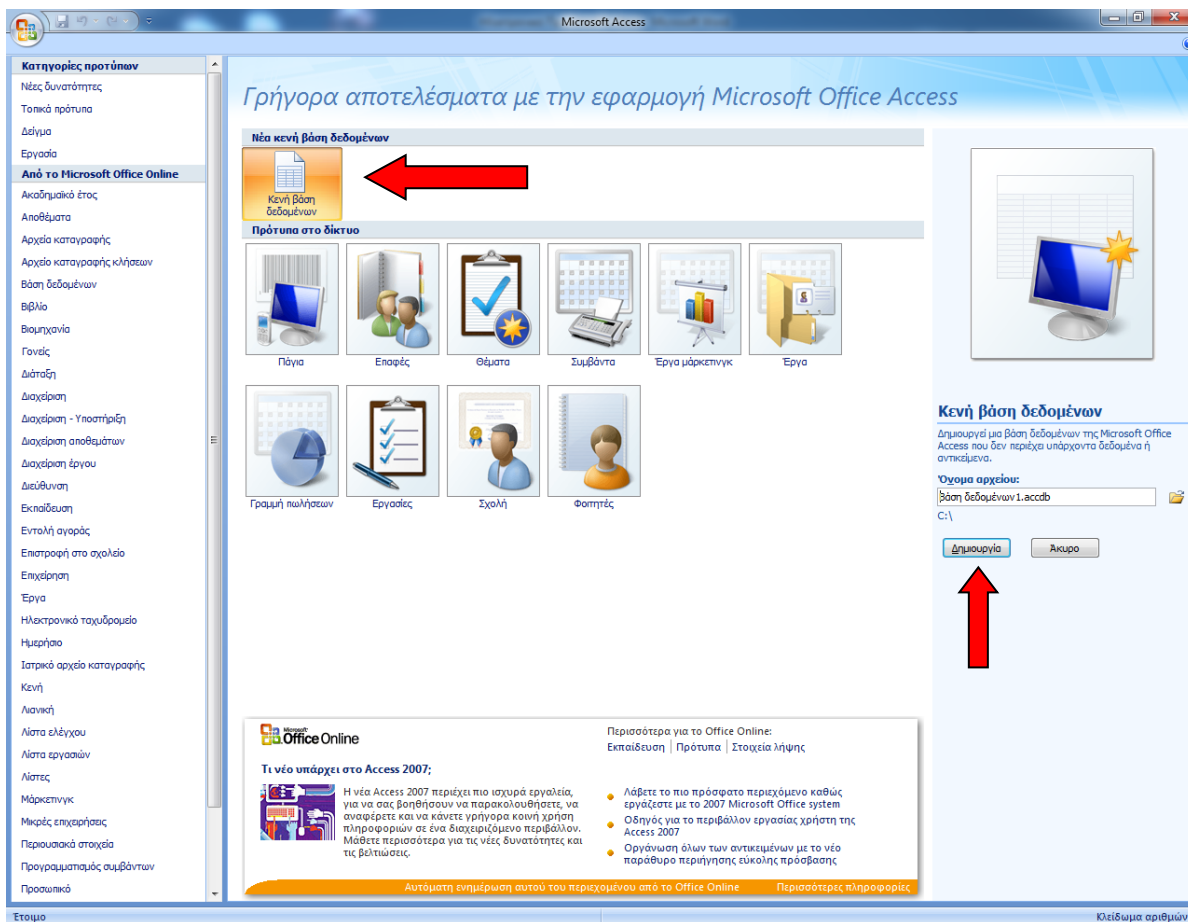 Microsoft Access
Κατηγορίες προτύπων
Νέες δυνατότητες
Τοπικά πρότυπα
Δείγμα
Εργασία
Από το Microsoft Office Online
Ακαδημαϊκό έτος
Αποθέματα
Αρχεία καταγραφής
Αρχείο καταγραφής κλήσεων
Βάση δεδομένων
Βιβλίο
Βιομηχανία
Γονείς
Διάταξη
Διαχείριση
Διαχείριση - Υποστήριξη
Διαχείριση αποθεμάτων
Διαχείριση έργου
Διεύθυνση
Εκπαίδευση
Εντολή αγοράς
Επιστροφή στο σχολείο
Επιχείρηση
Έργα
Ηλεκτρονικό ταχυδρομείο
Ημερήσιο
Ιατρικό αρχείο καταγραφής
Κενή
Λιανική
Λίστα ελέγχου
Λίστα εργασιών
Λίστες
Μάρκετινγκ
Μικρές επιχειρήσεις
Περιουσιακά στοιχεία
Προγραμματισμός συμβάντων
Προσωπικό
Γρήγορα αποτελέσματα με την εφαρμογή Microsoft Office Access
Νέα κενή βάση δεδομένων
Κενή βάση
δεδομένων
Πρότυπα στο δίκτυο
Πάγια
Επαφές
Θέματα
Συμβάντα
Έργα μάρκετινγκ
Έργα
Γραμμή πωλήσεων
Εργασίες
Σχολή
Φοιτητές
Microsoft
Office Online
Περισσότερα για το Office Online:
Εκπαίδευση | Πρότυπα | Στοιχεία λήψης
Τι νέο υπάρχει στο Access 2007;
Η νέα Access 2007 περιέχει πιο ισχυρά εργαλεία,
για να σας βοηθήσουν να παρακολουθήσετε, να
αναφέρετε και να κάνετε γρήγορα κοινή χρήση
πληροφοριών σε ένα διαχειριζόμενο περιβάλλον.
Μάθετε περισσότερα για τις νέες δυνατότητες και
τις βελτιώσεις.
Λάβετε το πιο πρόσφατο περιεχόμενο καθώς
εργάζεστε με το 2007 Microsoft Office system
Οδηγός για το περιβάλλον εργασίας χρήστη της
Access 2007
Οργάνωση όλων των αντικειμένων με το νέο
παράθυρο περιήγησης εύκολης πρόσβασης
Αυτόματη ενημέρωση αυτού του περιεχομένου από το Office Online
Περισσότερες πληροφορίες
Κενή βάση δεδομένων
Δημιουργεί μια βάση δεδομένων της Microsoft Office
Access που δεν περιέχει υπάρχοντα δεδομένα ή
αντικείμενα.
Όνομα αρχείου:
βάση δεδομένων1.accdb
C:\
Δημιουργία
Άκυρο
Έτοιμο
Κλείδωμα αριθμών